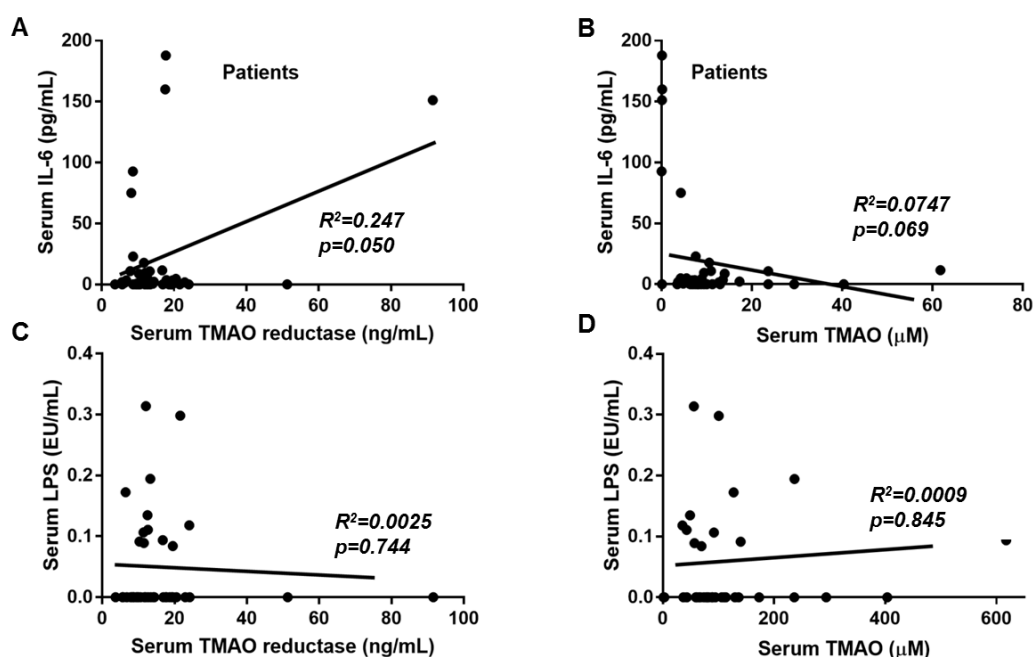 A
Serum IL-6 (pg/mL)
200
150
100
50
0
Patients
R²=0.247
p=0.050
0 20 40 60 80 100
Serum TMAO reductase (ng/mL)
B
Serum IL-6 (pg/mL)
200
150
100
50
0
Patients
R²=0.0747
p=0.069
0 20 40 60 80
Serum TMAO (μM)
C
Serum LPS (EU/mL)
0.4
0.3
0.2
0.1
0.0
R²=0.0025
p=0.744
0 20 40 60 80 100
Serum TMAO reductase (ng/mL)
D
Serum LPS (EU/mL)
0.4
0.3
0.2
0.1
0.0
R²=0.0009
p=0.845
0 200 400 600
Serum TMAO (μM)